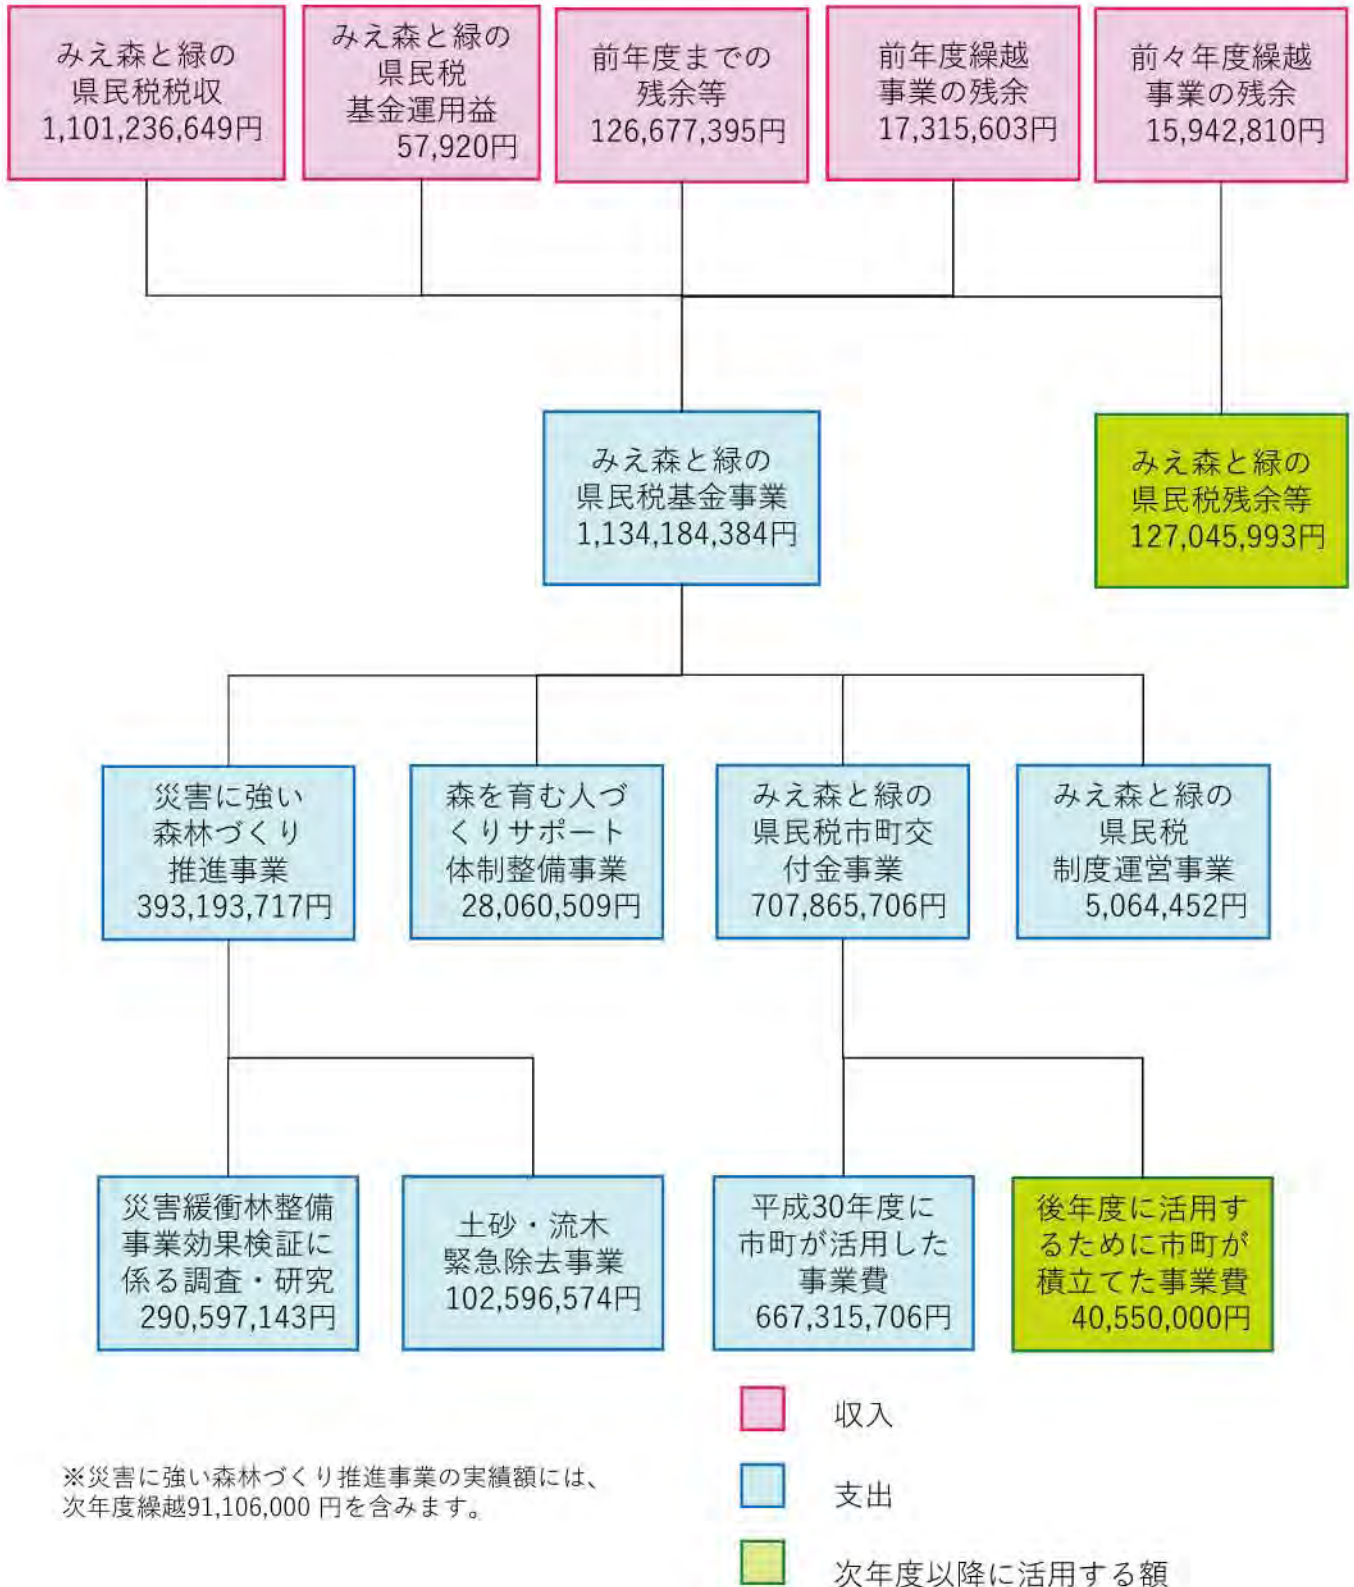 みえ森と緑の
県民税税収
1,101,236,649円
みえ森と緑の
県民税
基金運用益
57,920円
前年度までの
残余等
126,677,395円
前年度繰越
事業の残余
17,315,603円
前々年度繰越
事業の残余
15,942,810円
みえ森と緑の
県民税基金事業
1,134,184,384円
みえ森と緑の
県民税残余等
127,045,993円
災害に強い
森林づくり
推進事業
393,193,717円
森を育む人づ
くりサポート
体制整備事業
28,060,509円
みえ森と緑の
県民税市町交
付金事業
707,865,706円
みえ森と緑の
県民税
制度運営事業
5,064,452円
災害緩衝林整備
事業効果検証に
係る調査・研究
290,597,143円
土砂・流木
緊急除去事業
102,596,574円
平成30年度に
市町が活用した
事業費
667,315,706円
後年度に活用す
るために市町が
積立てた事業費
40,550,000円
収入
※災害に強い森林づくり推進事業の実績額には、
次年度繰越91,106,000 円を含みます。
支出
次年度以降に活用する額